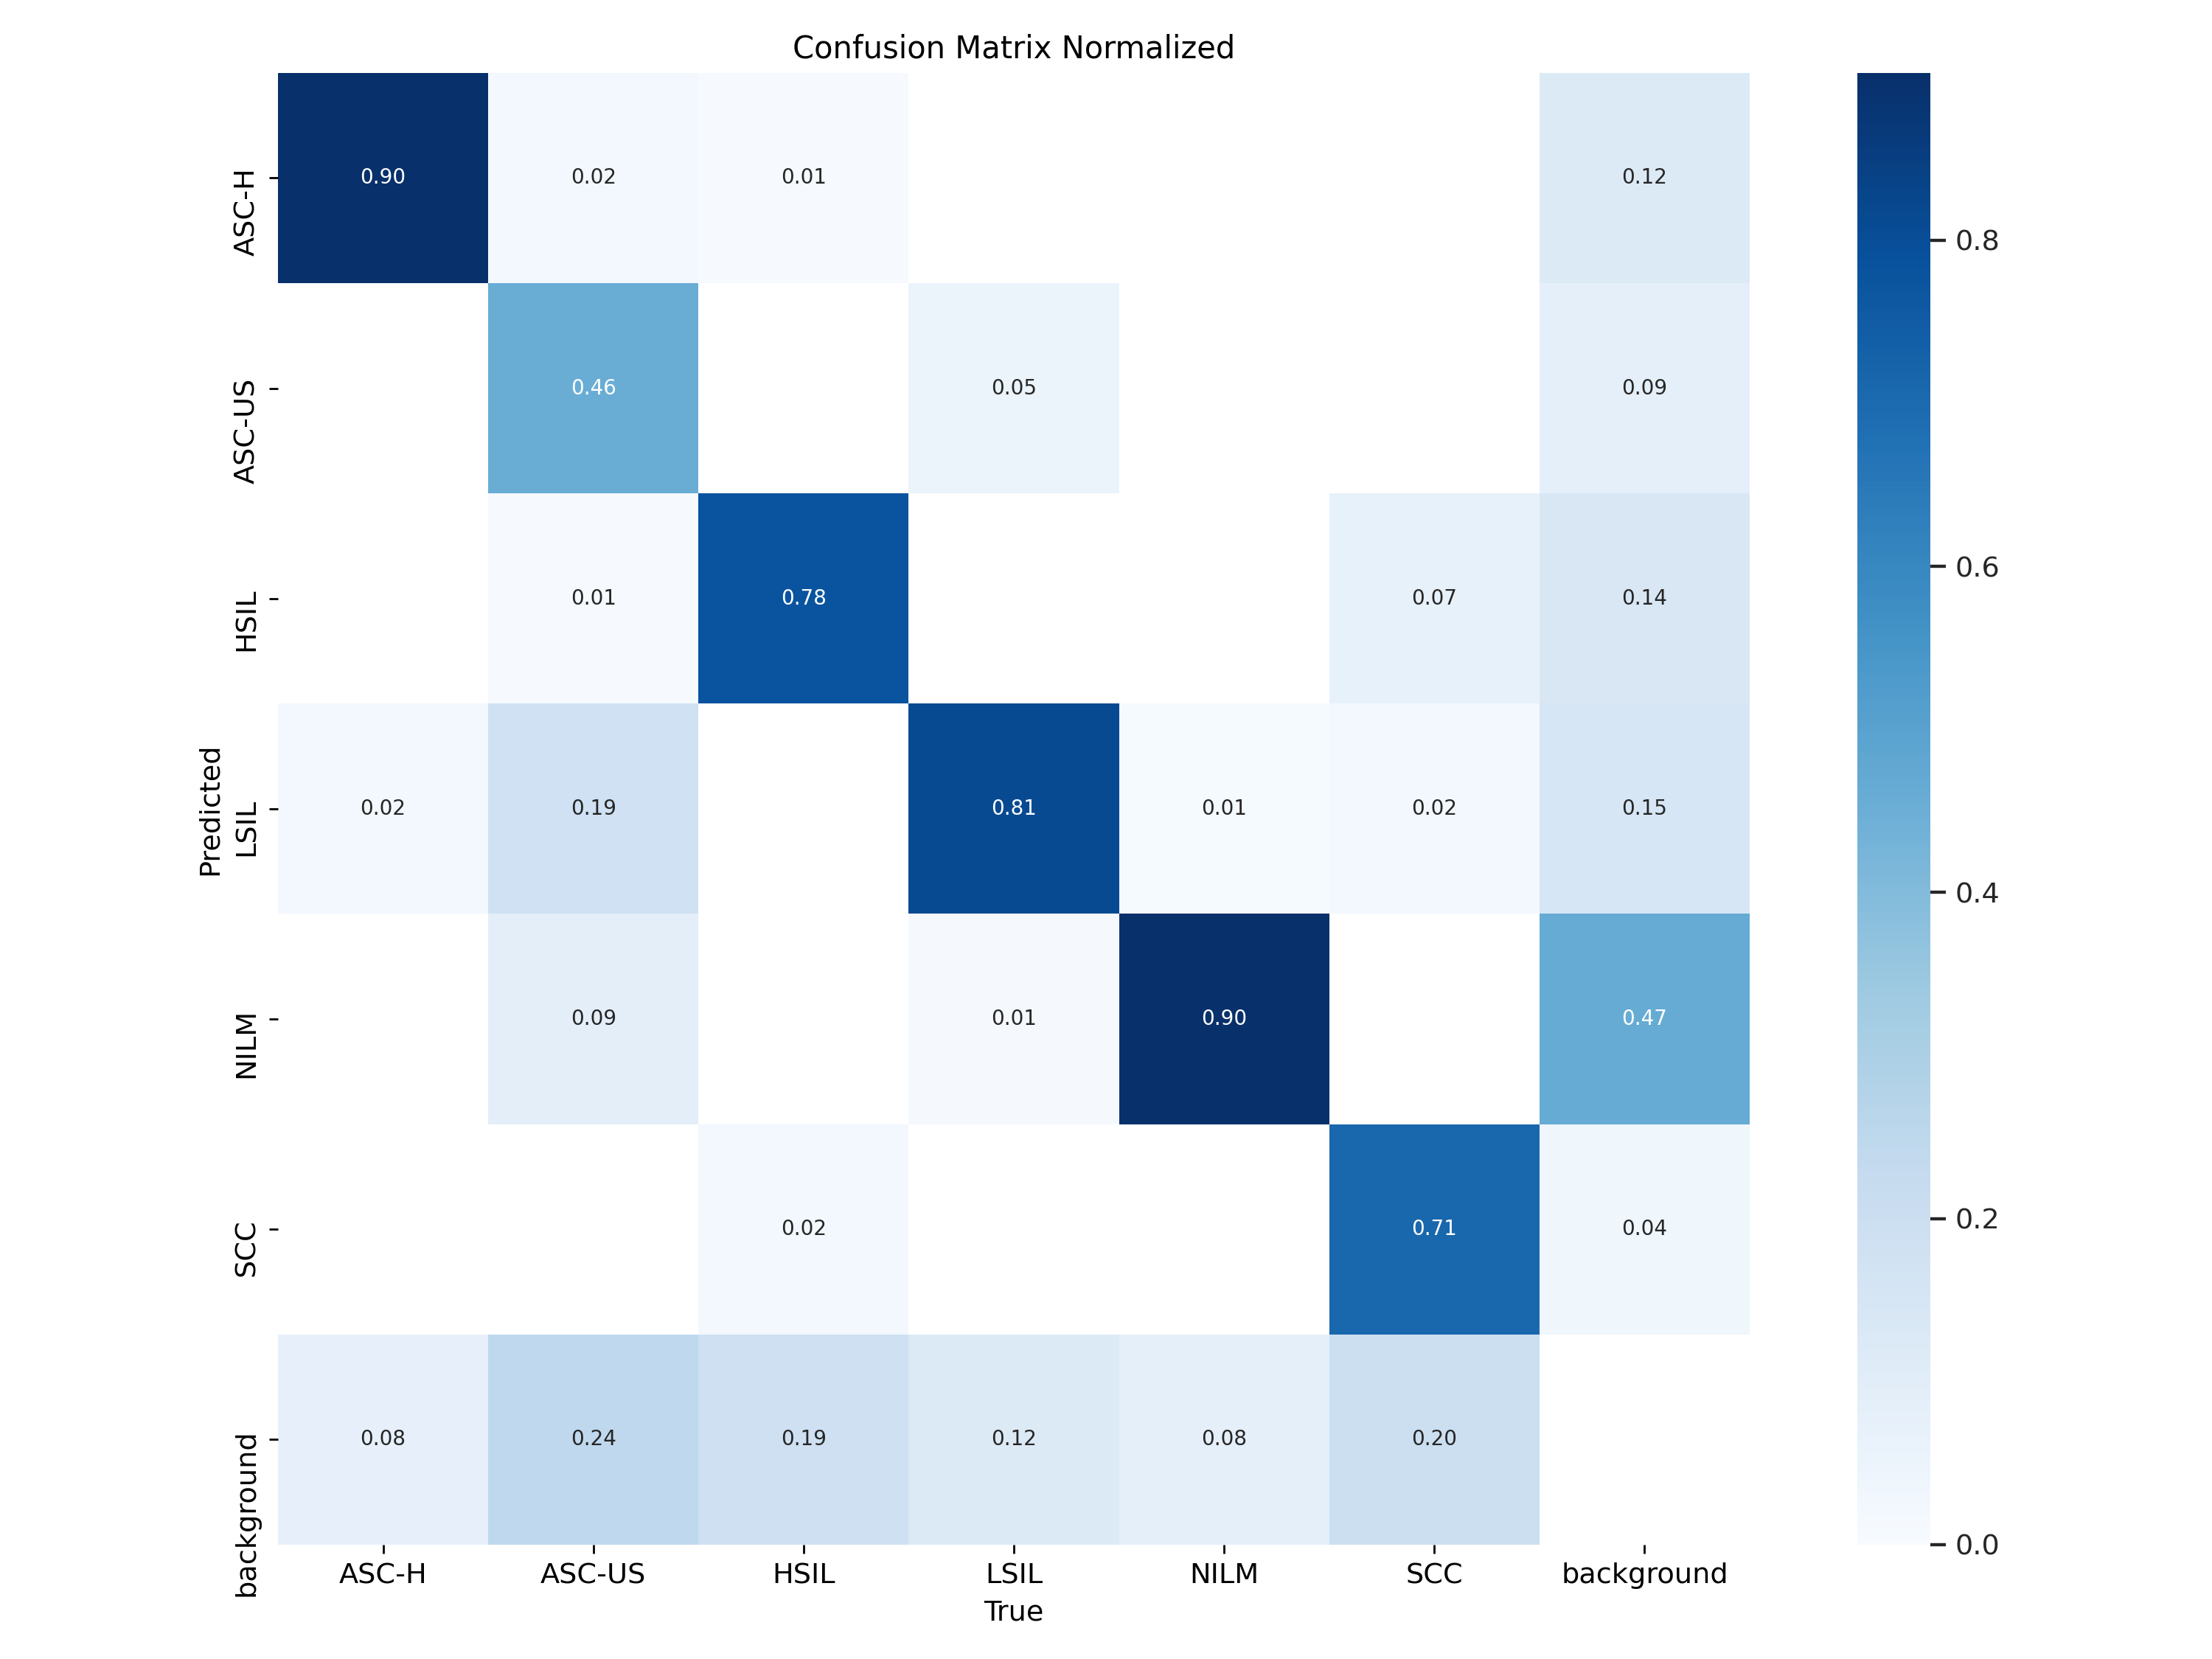 Confusion Matrix Normalized
ASC-H 0.90 0.02 0.01 0.12
0.8
ASC-US 0.46 0.05 0.09
0.6
HSIL 0.01 0.78 0.07 0.14
Predicted
LSIL 0.02 0.19 0.81 0.01 0.02 0.15
0.4
NILM 0.09 0.01 0.90 0.47
0.2
SCC 0.02 0.71 0.04
background 0.08 0.24 0.19 0.12 0.08 0.20
0.0
ASC-H ASC-US HSIL LSIL NILM SCC background
True